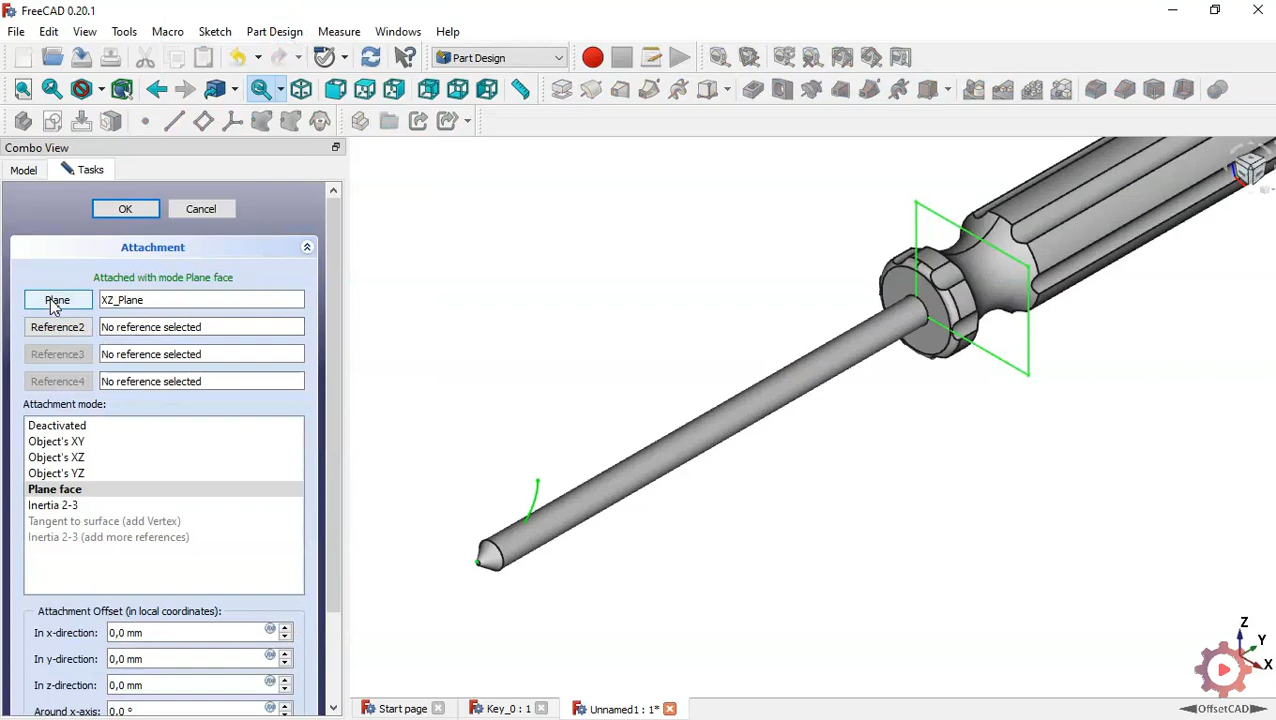 FreeCAD 0.20.1
File Edit View Tools Macro Sketch Part Design Measure Windows Help
Part Design
Combo View
Model Tasks
OK Cancel
Attachment
Attached with mode Plane face
Plane XZ_Plane
Reference2 No reference selected
Reference3 No reference selected
Reference4 No reference selected
Attachment mode:
Deactivated
Object's XY
Object's XZ
Object's YZ
Plane face
Inertia 2-3
Tangent to surface (add Vertex)
Inertia 2-3 (add more references)
Attachment Offset (in local coordinates):
In x-direction: 0,0 mm
In y-direction: 0,0 mm
In z-direction: 0,0 mm
Around x-axis: 0,0 °
Z
Y
X
OffsetCAD
Start page Key_0 : 1 Unnamed1 : 1*